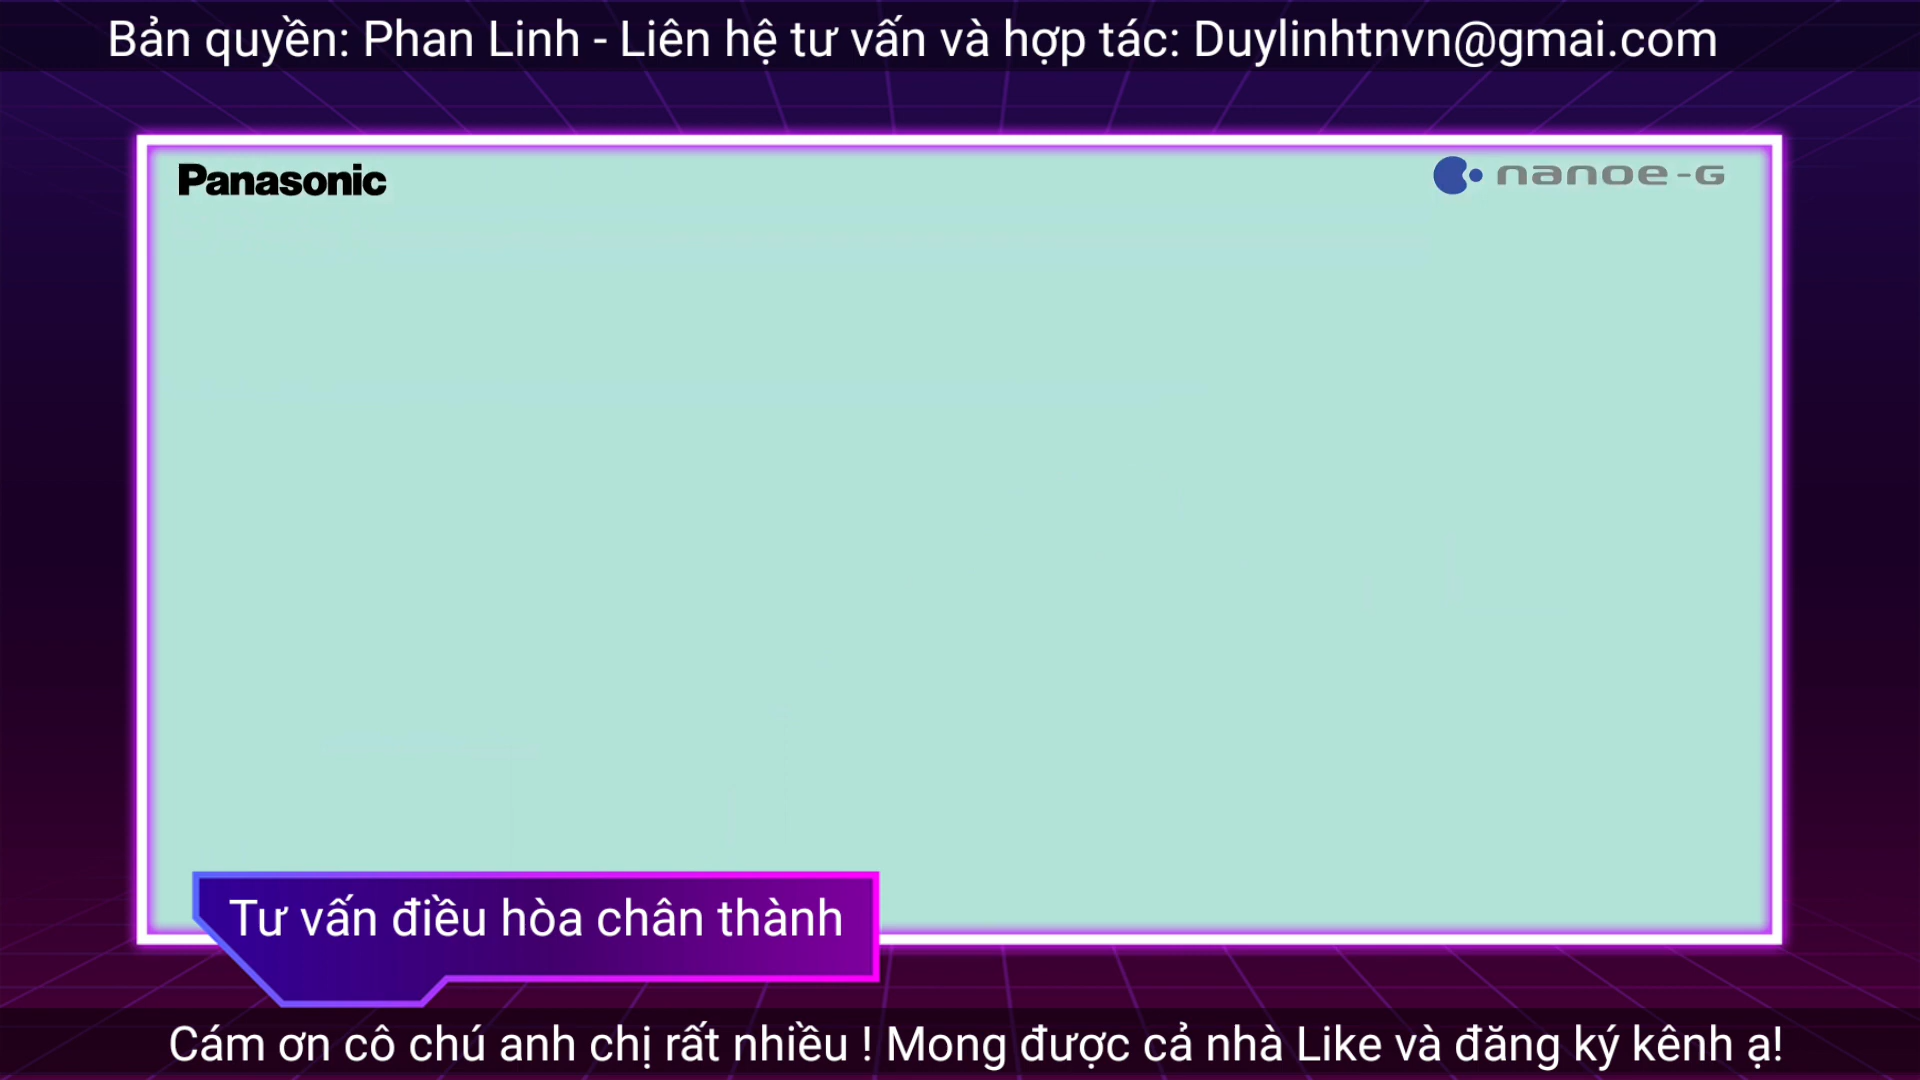 Bản quyền: Phan Linh - Liên hệ tư vấn và hợp tác: Duylinhtnvn@gmai.com
Panasonic
nanoe-G
Tư vấn điều hòa chân thành
Cám ơn cô chú anh chị rất nhiều ! Mong được cả nhà Like và đăng ký kênh ạ!